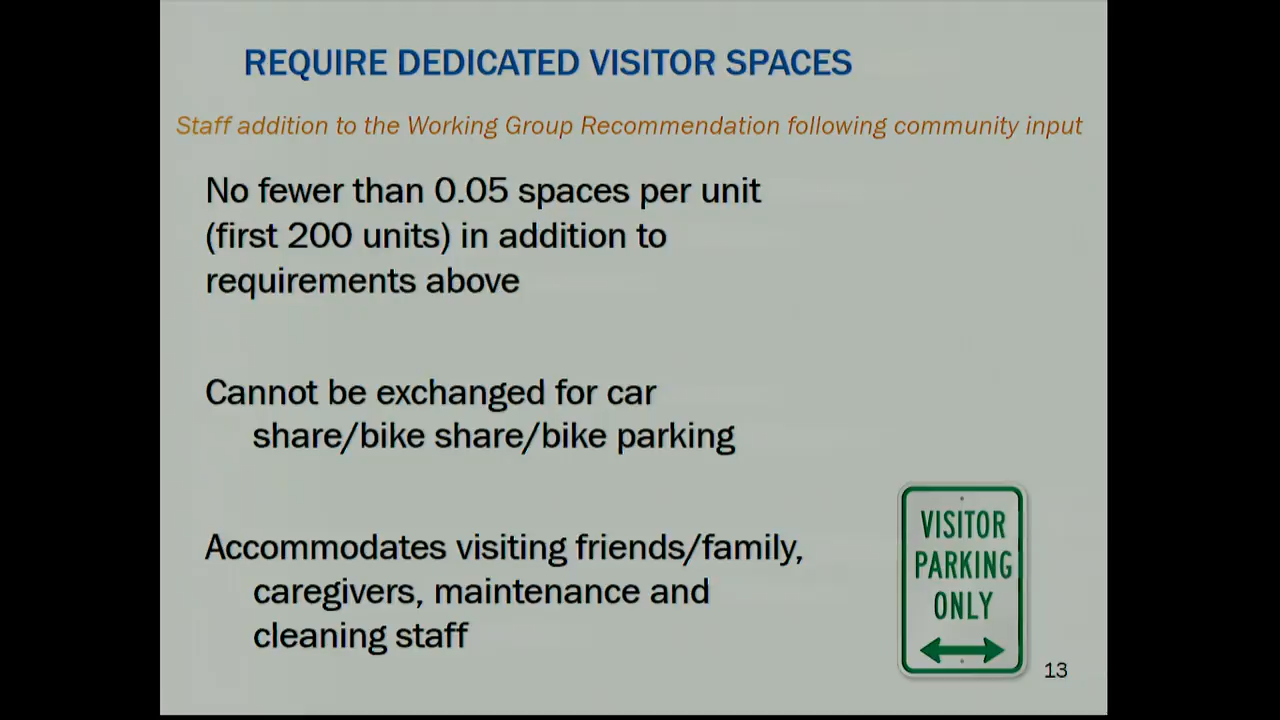 REQUIRE DEDICATED VISITOR SPACES
Staff addition to the Working Group Recommendation following community input
No fewer than 0.05 spaces per unit
(first 200 units) in addition to
requirements above
Cannot be exchanged for car
share/bike share/bike parking
Accommodates visiting friends/family,
caregivers, maintenance and
cleaning staff
VISITOR
PARKING
ONLY
13